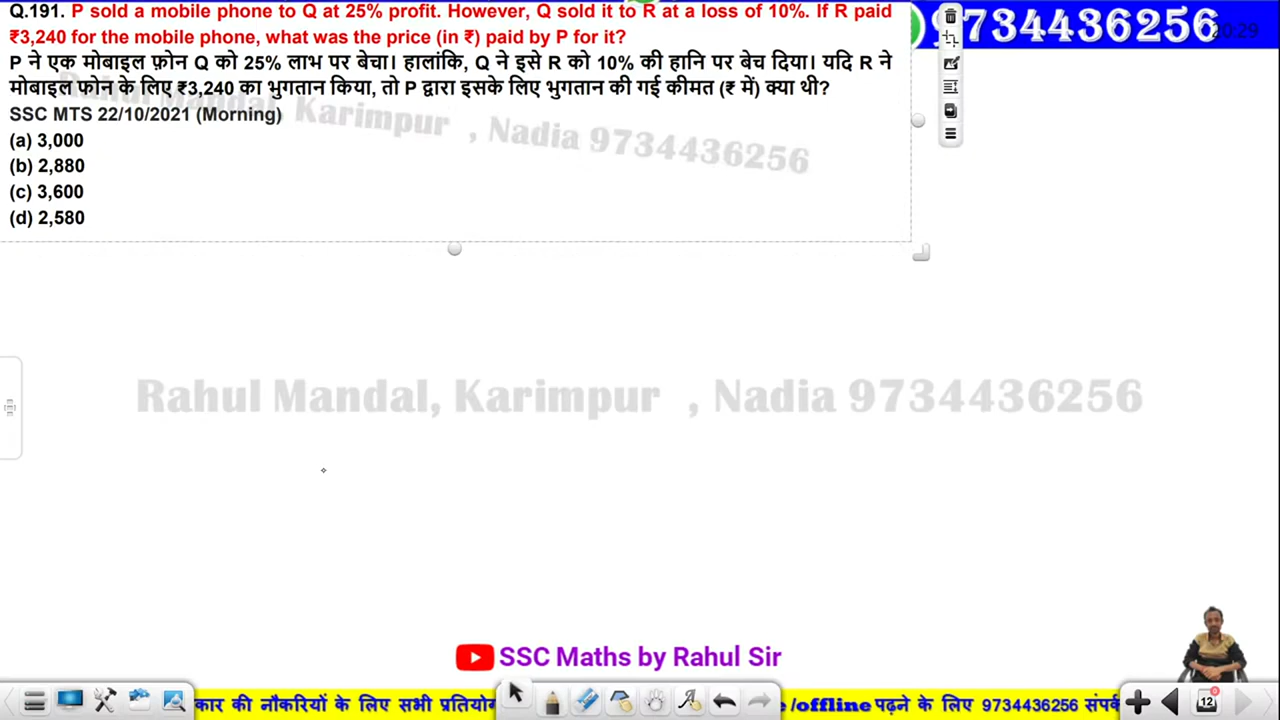 Q.191. P sold a mobile phone to Q at 25% profit. However, Q sold it to R at a loss of 10%. If R paid
₹3,240 for the mobile phone, what was the price (in ₹) paid by P for it?
P ने एक मोबाइल फ़ोन Q को 25% लाभ पर बेचा। हालांकि, Q ने इसे R को 10% की हानि पर बेच दिया। यदि R ने
मोबाइल फोन के लिए ₹3,240 का भुगतान किया, तो P द्वारा इसके लिए भुगतान की गई कीमत (₹ में) क्या थी?
SSC MTS 22/10/2021 (Morning)
(a) 3,000
(b) 2,880
(c) 3,600
(d) 2,580
9734436256
20:29
Karimpur , Nadia 9734436256
Rahul Mandal, Karimpur , Nadia 9734436256
SSC Maths by Rahul Sir
कार की नौकरियों के लिए सभी प्रतियो
/offline पढ़ने के लिए 9734436256 संपर्क
12